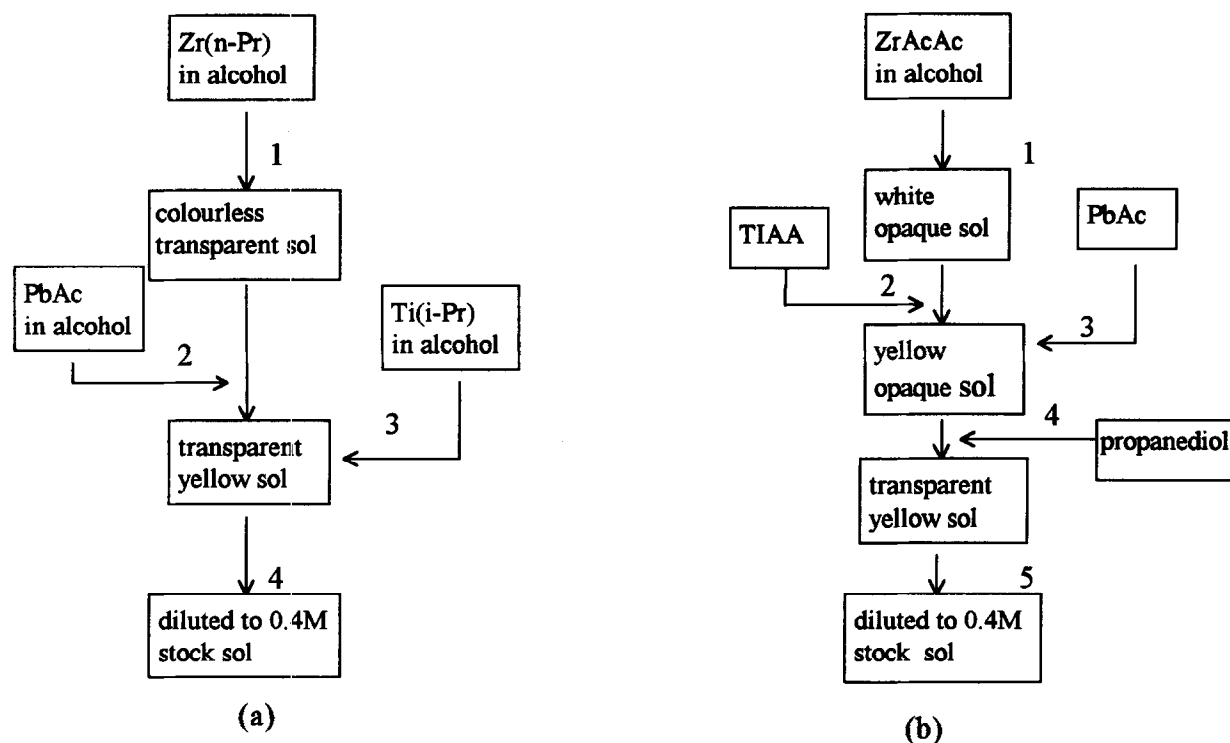 Zr(n-Pr)
in alcohol
1
colourless
transparent sol
PbAc
in alcohol
2
Ti(i-Pr)
in alcohol
3
transparent
yellow sol
4
diluted to 0.4M
stock sol
(a)
ZrAcAc
in alcohol
1
white
opaque sol
TIAA
2
PbAc
3
yellow
opaque sol
4
propanediol
transparent
yellow sol
5
diluted to 0.4M
stock sol
(b)